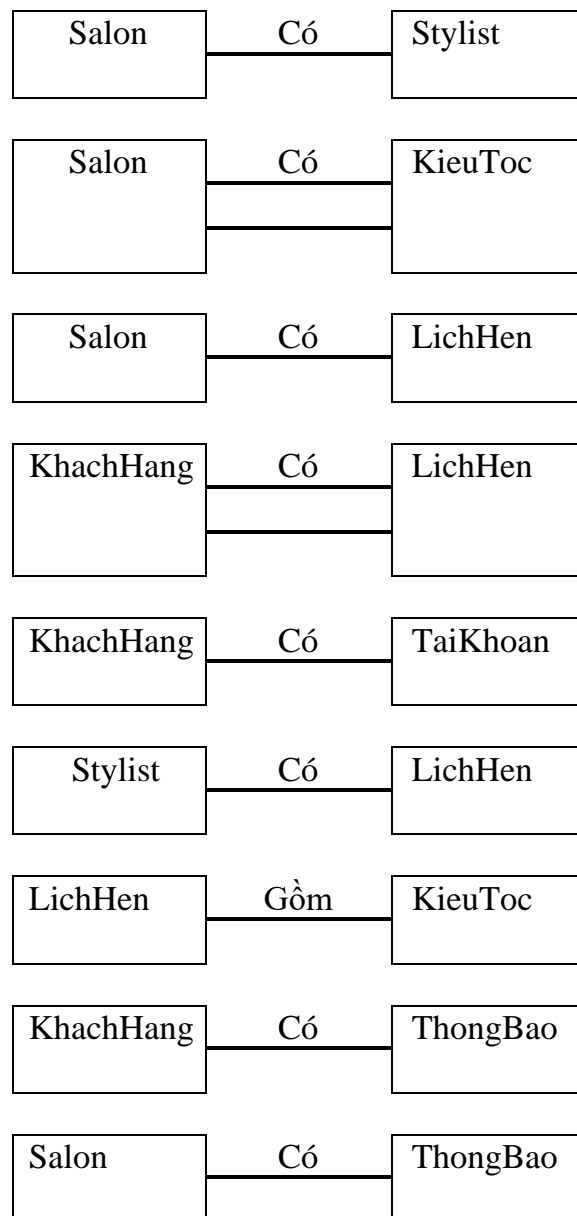 Salon Có Stylist
Salon Có KieuToc
Salon Có LichHen
KhachHang Có LichHen
KhachHang Có TaiKhoan
Stylist Có LichHen
LichHen Gồm KieuToc
KhachHang Có ThongBao
Salon Có ThongBao